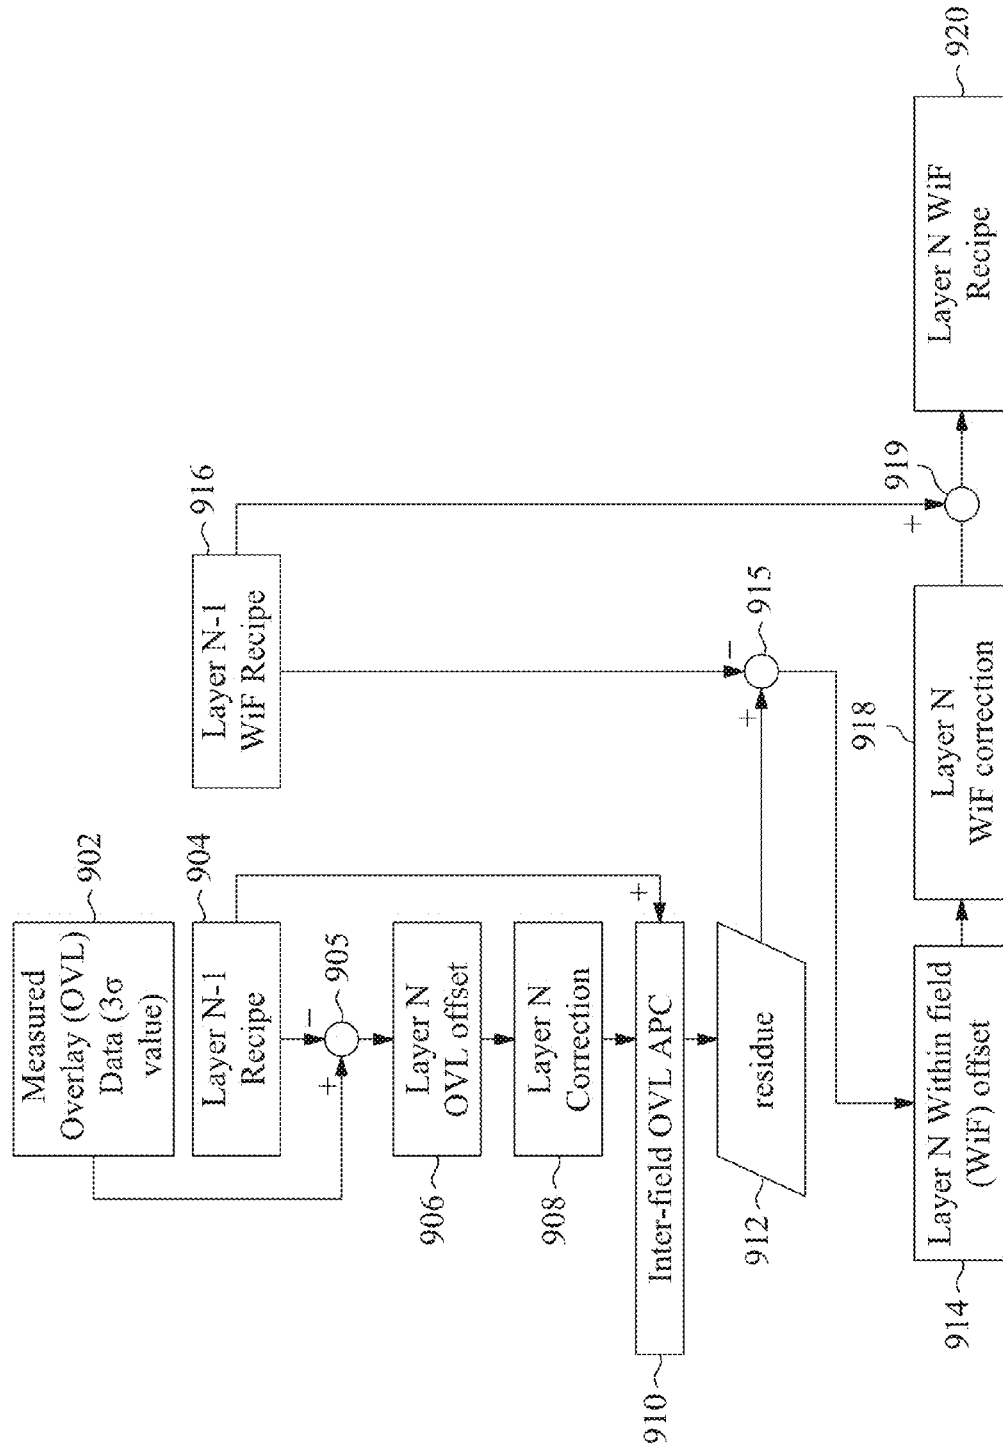 902
Measured
Overlay (OVL)
Data (3σ
value)
904
Layer N-1
Recipe
−
+
905
Layer N
OVL offset
906
Layer N
Correction
908
+
Inter-field OVL APC
910
residue
912
916
Layer N-1
WiF Recipe
−
+
915
Layer N Within field
(WiF) offset
914
Layer N
WiF correction
918
+
919
Layer N WiF
Recipe
920